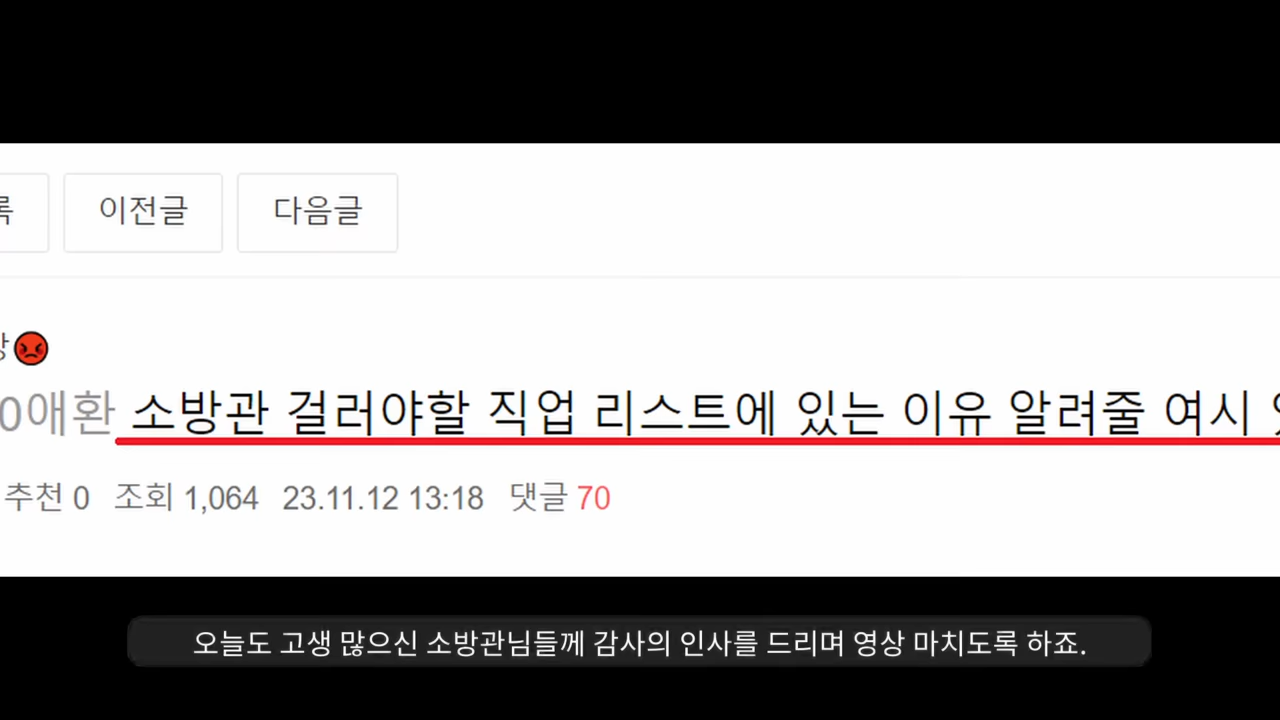 이전글 다음글
0애환 소방관 걸러야할 직업 리스트에 있는 이유 알려줄 여시
추천 0 조회 1,064 23.11.12 13:18 댓글 70
오늘도 고생 많으신 소방관님들께 감사의 인사를 드리며 영상 마치도록 하죠.